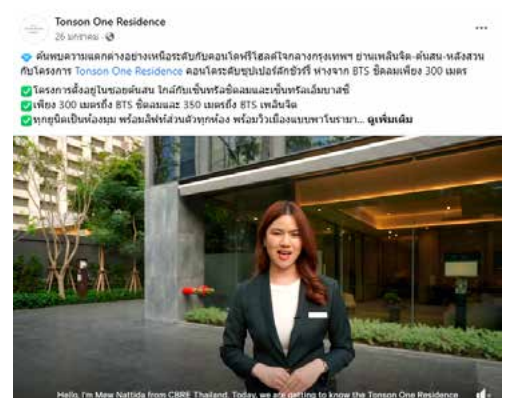 Tonson One Residence
26 มกราคม
ค้นพบความแตกต่างอย่างเหนือระดับกับคอนโดฟรีโฮลด์ใจกลางกรุงเทพฯ ย่านเพลินจิต-ต้นสน-หลังสวน
กับโครงการ Tonson One Residence คอนโดระดับซุปเปอร์ลักชัวรี่ ห่างจาก BTS ชิดลมเพียง 300 เมตร
โครงการตั้งอยู่ในซอยต้นสน ใกล้กับเซ็นทรัลชิดลมและเซ็นทรัลเอ็มบาสซี่
เพียง 300 เมตรถึง BTS ชิดลมและ 350 เมตรถึง BTS เพลินจิต
ทุกยูนิตเป็นห้องมุม พร้อมลิฟท์ส่วนตัวทุกห้อง พร้อมวิวเมืองแบบพาโนรามา... ดูเพิ่มเติม
Hello, I'm Mew Nattida from CBRE Thailand. Today, we are getting to know the Tonson One Residence